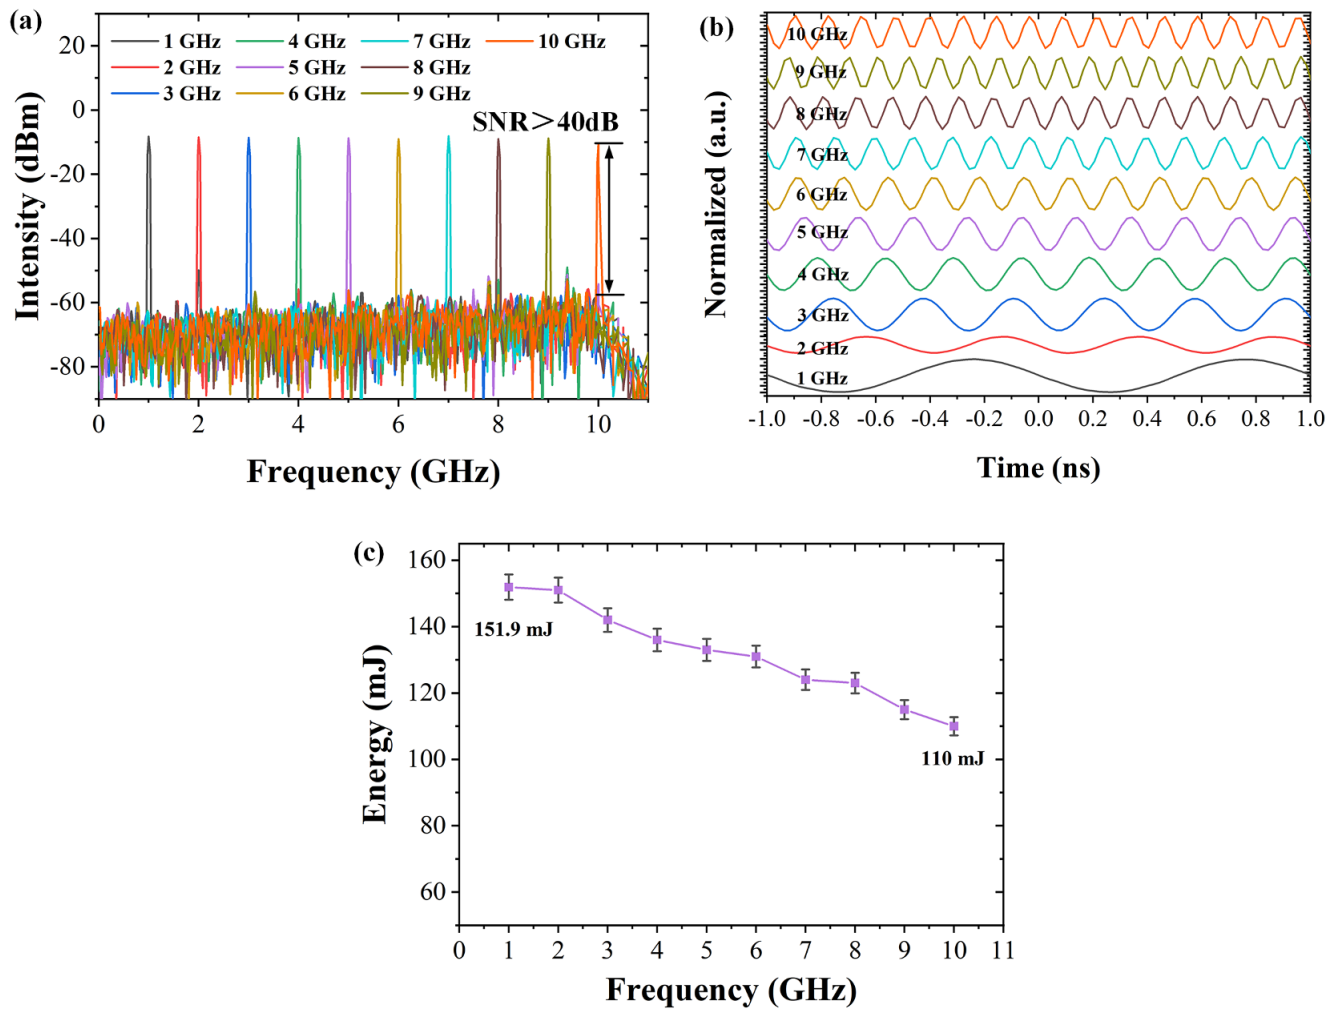 (a)
1 GHz 4 GHz 7 GHz 10 GHz
2 GHz 5 GHz 8 GHz
3 GHz 6 GHz 9 GHz
SNR＞40dB
20
0
-20
-40
-60
-80
Intensity (dBm)
0 2 4 6 8 10
Frequency (GHz)
(b)
10 GHz
9 GHz
8 GHz
7 GHz
6 GHz
5 GHz
4 GHz
3 GHz
2 GHz
1 GHz
Normalized (a.u.)
-1.0 -0.8 -0.6 -0.4 -0.2 0.0 0.2 0.4 0.6 0.8 1.0
Time (ns)
(c)
160
140
120
100
80
60
Energy (mJ)
151.9 mJ
110 mJ
0 1 2 3 4 5 6 7 8 9 10 11
Frequency (GHz)